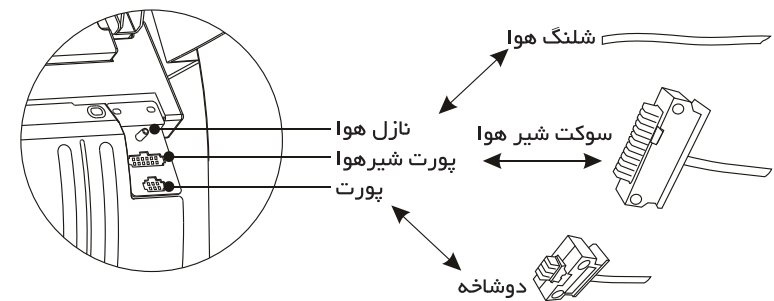 شلنگ هوا
نازل هوا
سوکت شیر هوا
پورت شیرهوا
پورت
دوشاخه